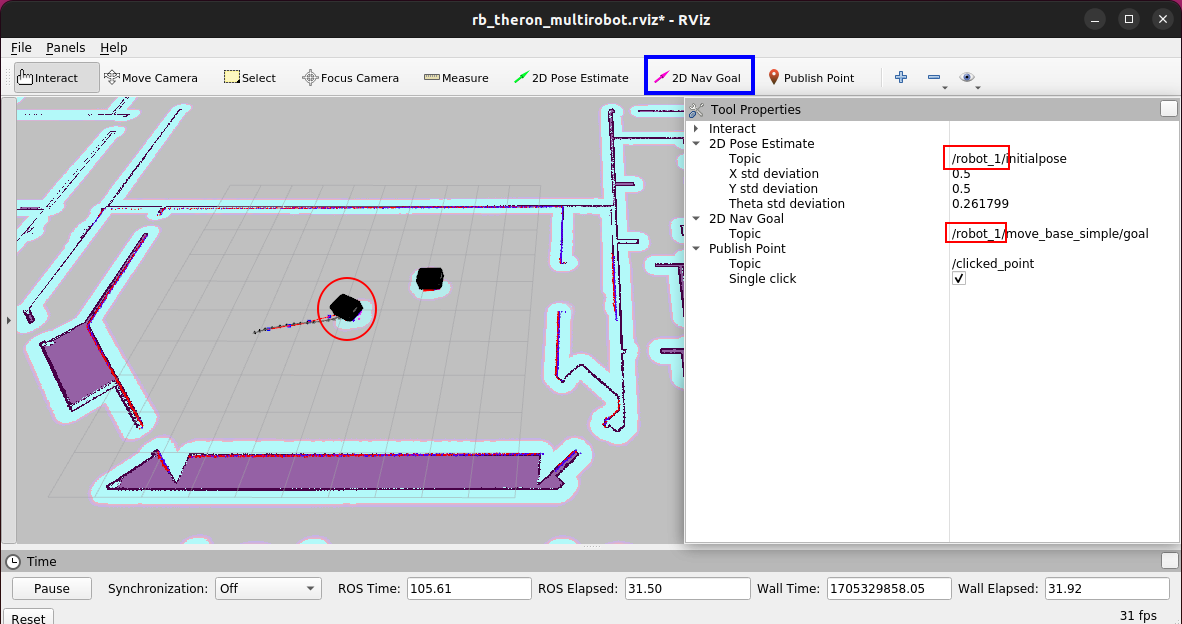 rb_theron_multirobot.rviz* - RViz
File Panels Help
Interact Move Camera Select Focus Camera Measure 2D Pose Estimate 2D Nav Goal Publish Point
Tool Properties
Interact
2D Pose Estimate
Topic /robot_1/initialpose
X std deviation 0.5
Y std deviation 0.5
Theta std deviation 0.261799
2D Nav Goal
Topic /robot_1/move_base_simple/goal
Publish Point
Topic /clicked_point
Single click
Time
Pause Synchronization: Off ROS Time: 105.61 ROS Elapsed: 31.50 Wall Time: 1705329858.05 Wall Elapsed: 31.92
Reset 31 fps